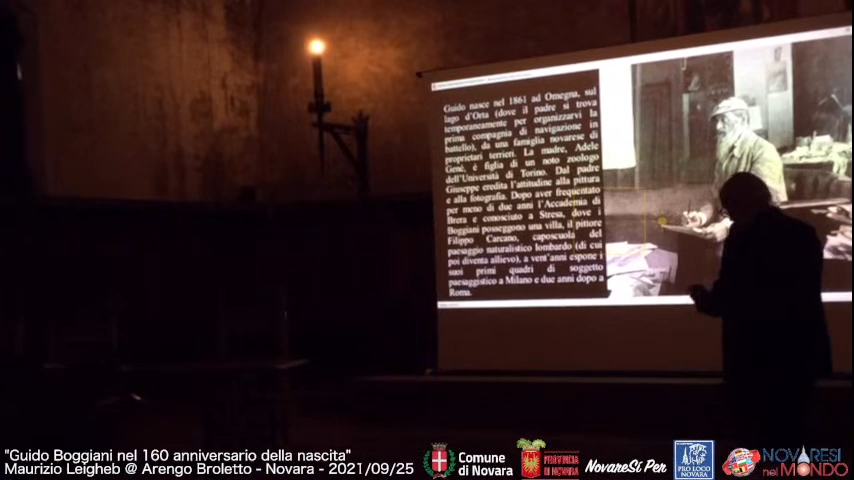 Guido nasce nel 1861 ad Omegna, sul
lago d'Orta (dove il padre si trova
temporaneamente per organizzarvi la
prima compagnia di navigazione in
battello), da una famiglia novarese di
proprietari terrieri. La madre, Adele
Genè, è figlia di un noto zoologo
dell'Università di Torino. Dal padre
Giuseppe eredita l'attitudine alla pittura
e alla fotografia. Dopo aver frequentato
per meno di due anni l'Accademia di
Brera e conosciuto a Stresa, dove i
Boggiani posseggono una villa, il pittore
Filippo Carcano, caposcuola del
paesaggio naturalistico lombardo (di cui
poi diventa allievo), a vent'anni espone i
suoi primi quadri di soggetto
paesaggistico a Milano e due anni dopo a
Roma.
"Guido Boggiani nel 160 anniversario della nascita"
Maurizio Leigheb @ Arengo Broletto - Novara - 2021/09/25
Comune
di Novara
PROVINCIA
DI NOVARA
NovareSi Per
PRO LOCO
NOVARA
NOVARESI
nel MONDO